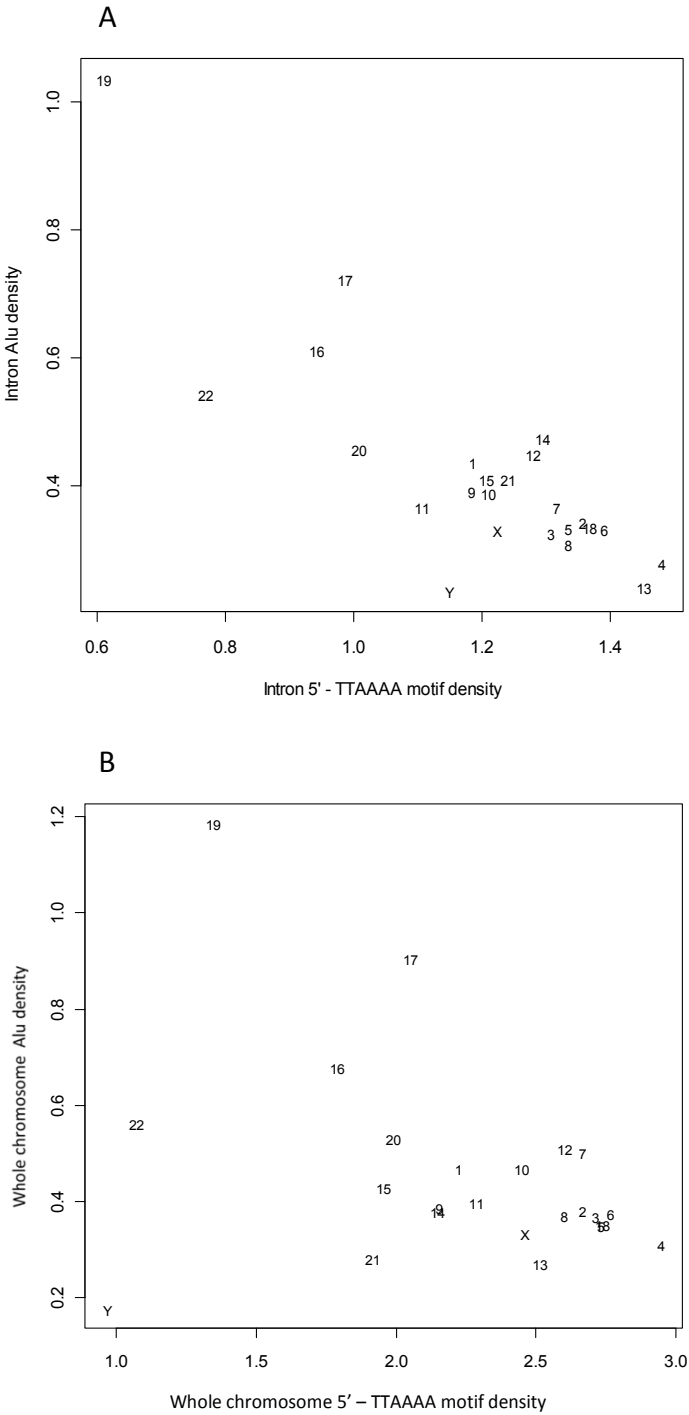 A
19
1.0
0.8
17
16
0.6
22
14
20
12
1
15 21
9 10
0.4
11
7
2
5 18 6
X 3
8
4
13
Y
Intron Alu density
0.6 0.8 1.0 1.2 1.4
Intron 5' - TTAAAA motif density
B
1.2
19
1.0
17
0.8
16
0.6
22
20
12 7
1 10
15
0.4
9 11
14
2
8 3 6
5 18
X
4
21
13
0.2
Y
Whole chromosome Alu density
1.0 1.5 2.0 2.5 3.0
Whole chromosome 5’ – TTAAAA motif density